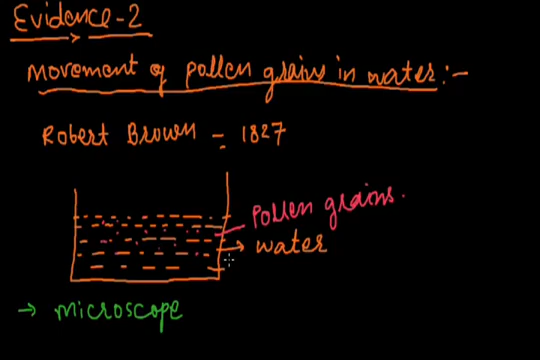 Evidence-2
Movement of pollen grains in water:-
Robert Brown - 1827
Pollen grains.
→ water
→ microscope